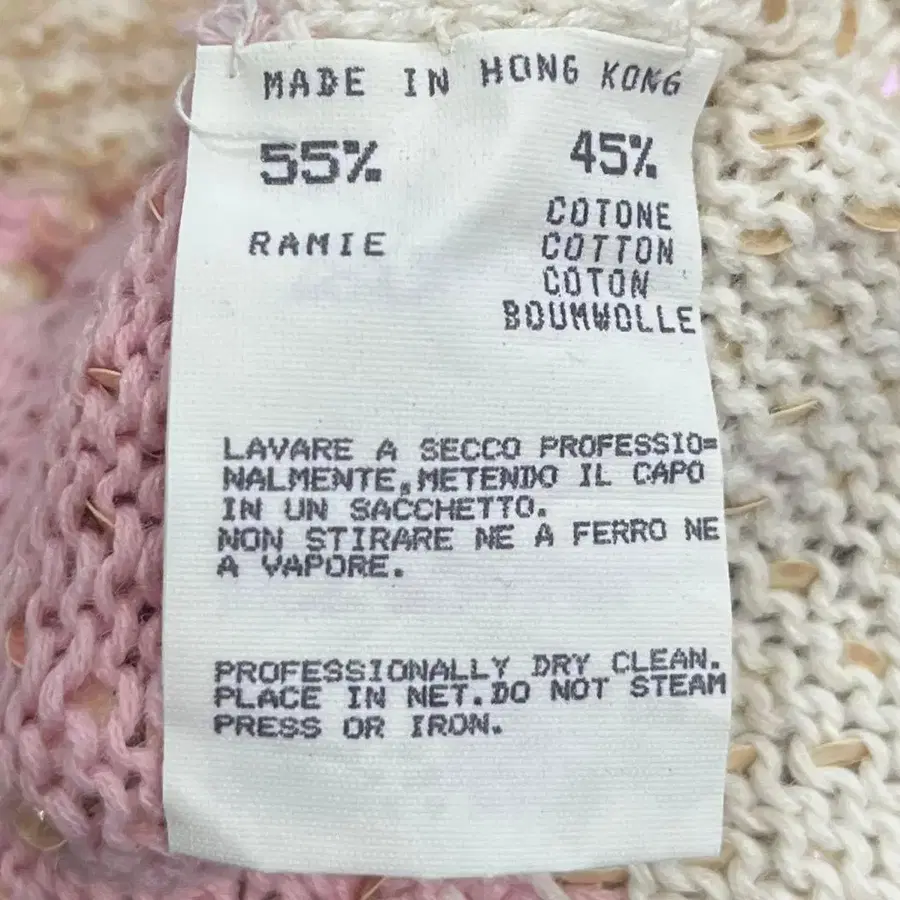 MADE IN HONG KONG
55% 45%
COTONE
RAMIE COTTON
COTON
BOUMWOLLE
LAVARE A SECCO PROFESSIO=
NALMENTE,METENDO IL CAPO
IN UN SACCHETTO.
NON STIRARE NE A FERRO NE
A VAPORE.
PROFESSIONALLY DRY CLEAN.
PLACE IN NET.DO NOT STEAM
PRESS OR IRON.